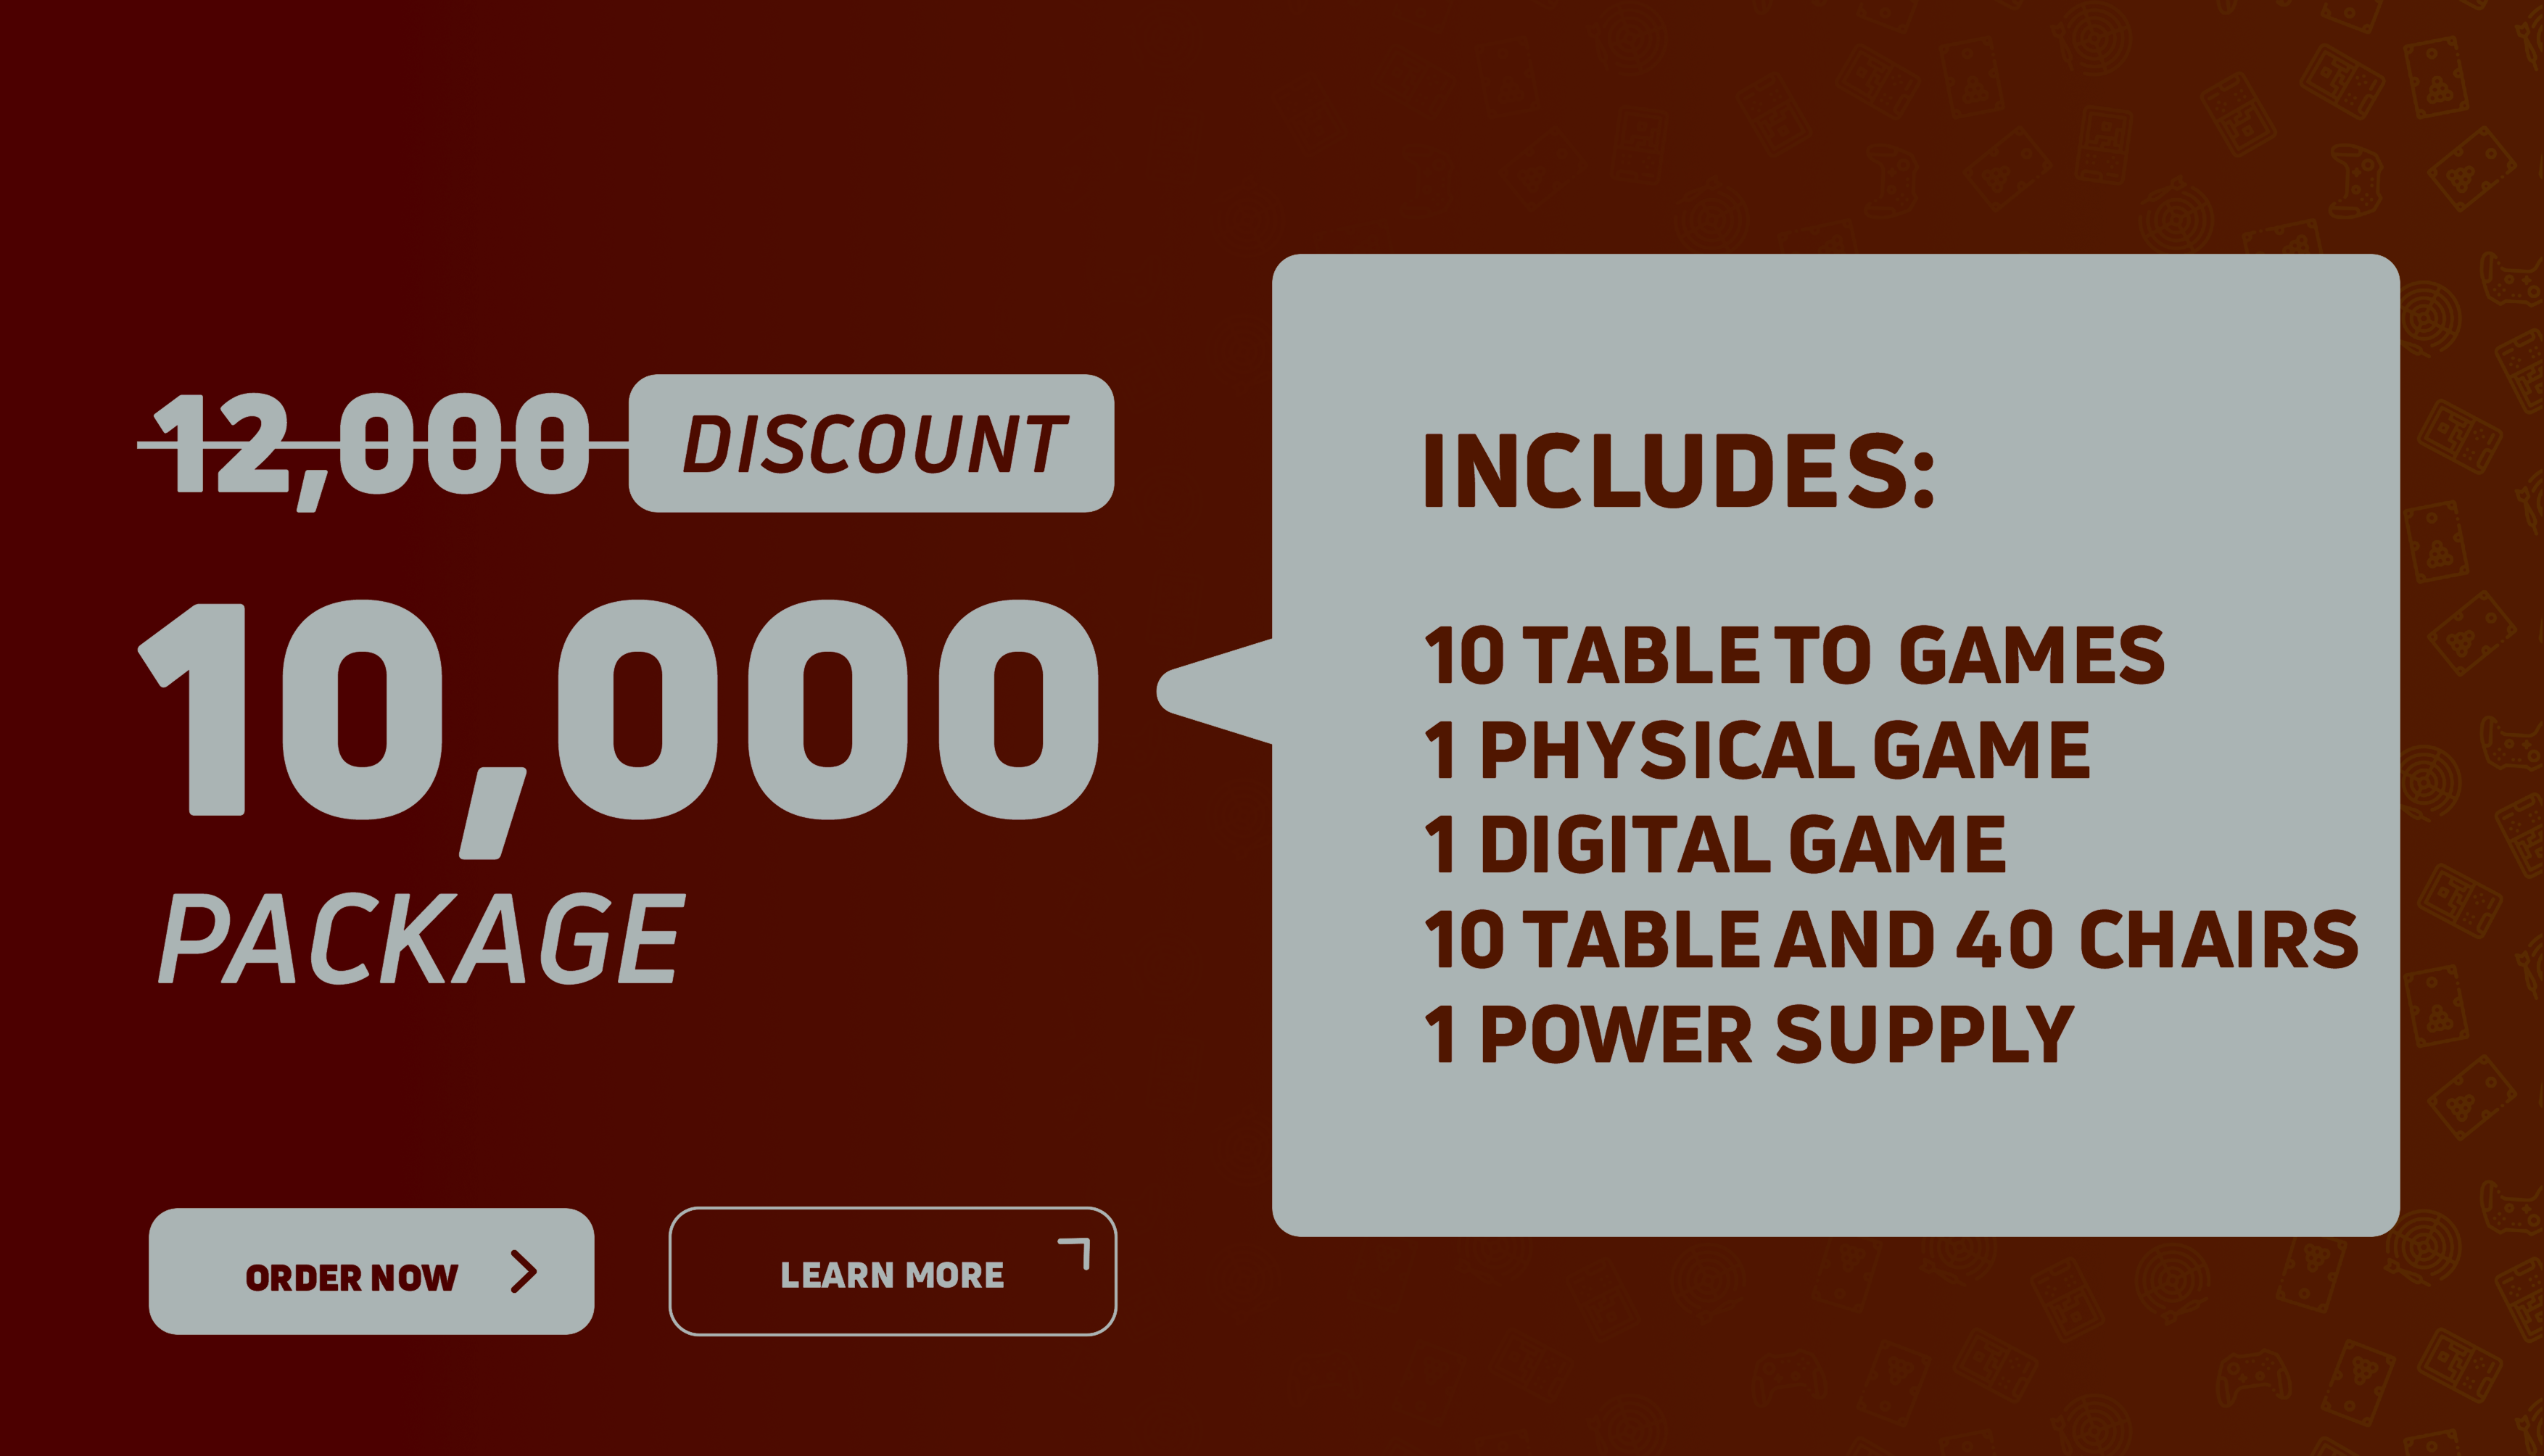 12,000 DISCOUNT
10,000
PACKAGE
ORDER NOW
LEARN MORE
INCLUDES:
10 TABLE TO GAMES
1 PHYSICAL GAME
1 DIGITAL GAME
10 TABLE AND 40 CHAIRS
1 POWER SUPPLY